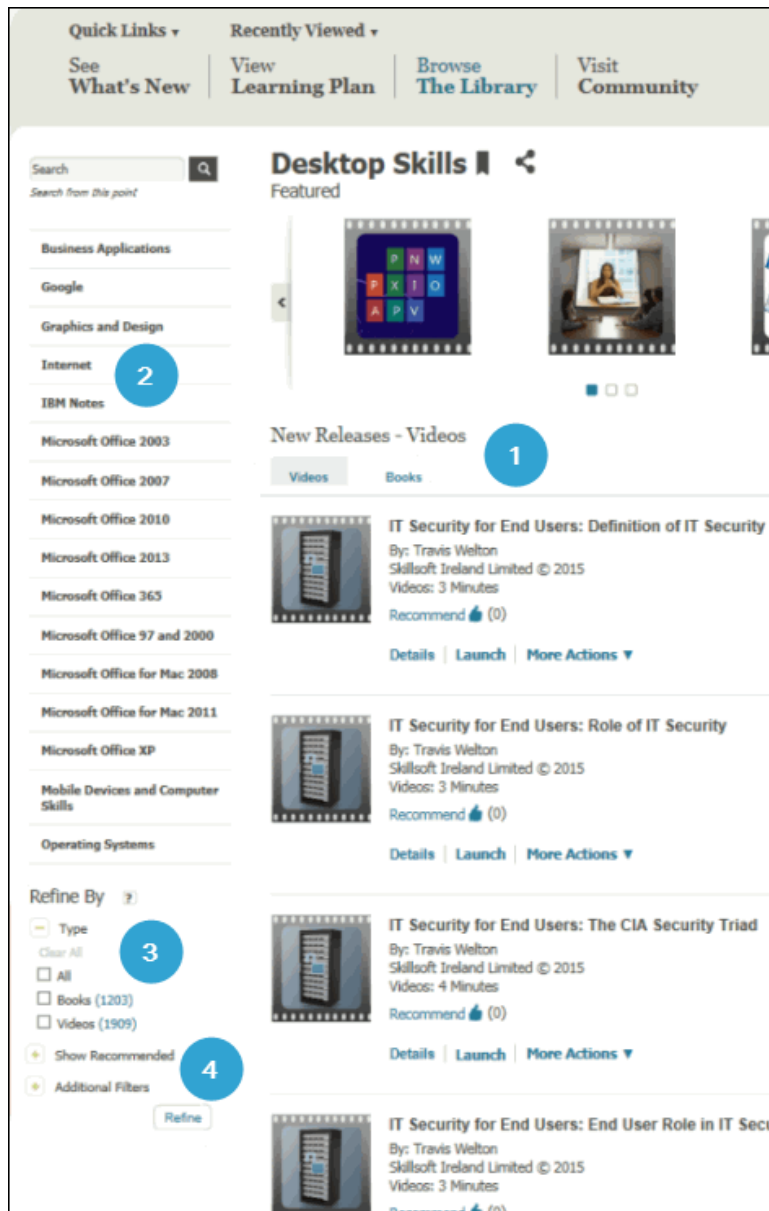 Quick Links ▾ Recently Viewed ▾
See What's New
View Learning Plan
Browse The Library
Visit Community
Search
Search from this point
Business Applications
Google
Graphics and Design
Internet
2
IBM Notes
Microsoft Office 2003
Microsoft Office 2007
Microsoft Office 2010
Microsoft Office 2013
Microsoft Office 365
Microsoft Office 97 and 2000
Microsoft Office for Mac 2008
Microsoft Office for Mac 2011
Microsoft Office XP
Mobile Devices and Computer
Skills
Operating Systems
Refine By ?
Type
3
Clear All
All
Books (1203)
Videos (1909)
Show Recommended
4
Additional Filters
Refine
Desktop Skills
Featured
P N W
P X I O
A P V
New Releases - Videos
1
Videos Books
IT Security for End Users: Definition of IT Security
By: Travis Welton
Skillsoft Ireland Limited © 2015
Videos: 3 Minutes
Recommend (0)
Details | Launch | More Actions ▼
IT Security for End Users: Role of IT Security
By: Travis Welton
Skillsoft Ireland Limited © 2015
Videos: 3 Minutes
Recommend (0)
Details | Launch | More Actions ▼
IT Security for End Users: The CIA Security Triad
By: Travis Welton
Skillsoft Ireland Limited © 2015
Videos: 4 Minutes
Recommend (0)
Details | Launch | More Actions ▼
IT Security for End Users: End User Role in IT Secu
By: Travis Welton
Skillsoft Ireland Limited © 2015
Videos: 3 Minutes
Recommend (0)